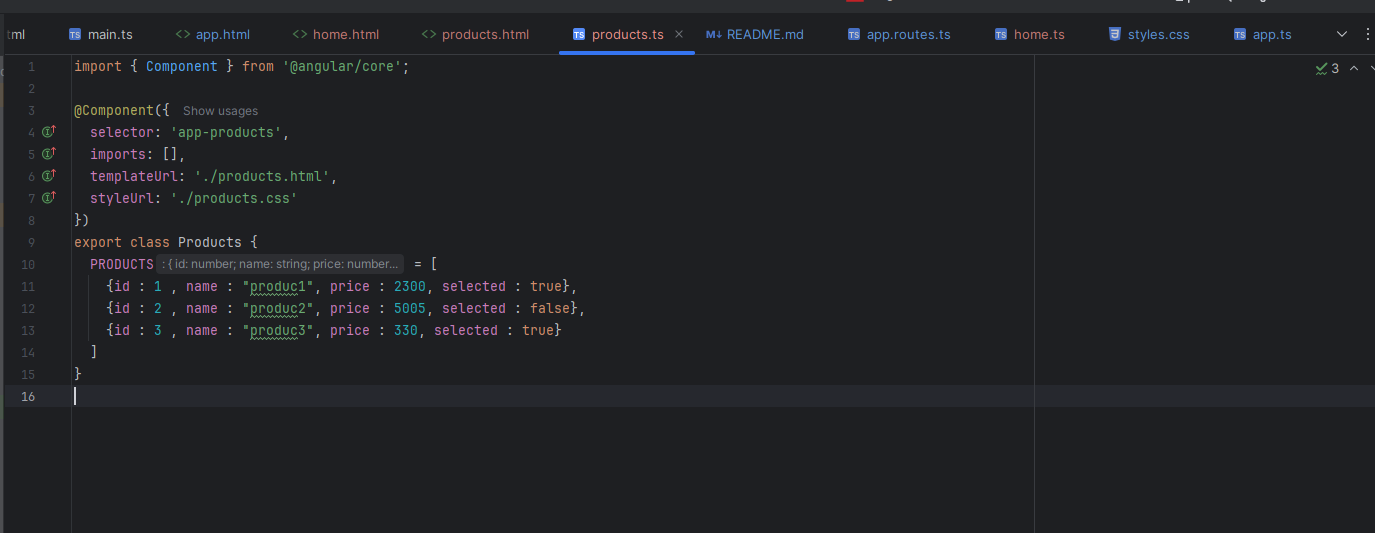 tml main.ts app.html home.html products.html products.ts README.md app.routes.ts home.ts styles.css app.ts
1 import { Component } from '@angular/core';
3
2
3 @Component({ Show usages
4 selector: 'app-products',
5 imports: [],
6 templateUrl: './products.html',
7 styleUrl: './products.css'
8 })
9 export class Products {
10 PRODUCTS : { id: number; name: string; price: number... = [
11 {id : 1 , name : "produc1", price : 2300, selected : true},
12 {id : 2 , name : "produc2", price : 5005, selected : false},
13 {id : 3 , name : "produc3", price : 330, selected : true}
14 ]
15 }
16